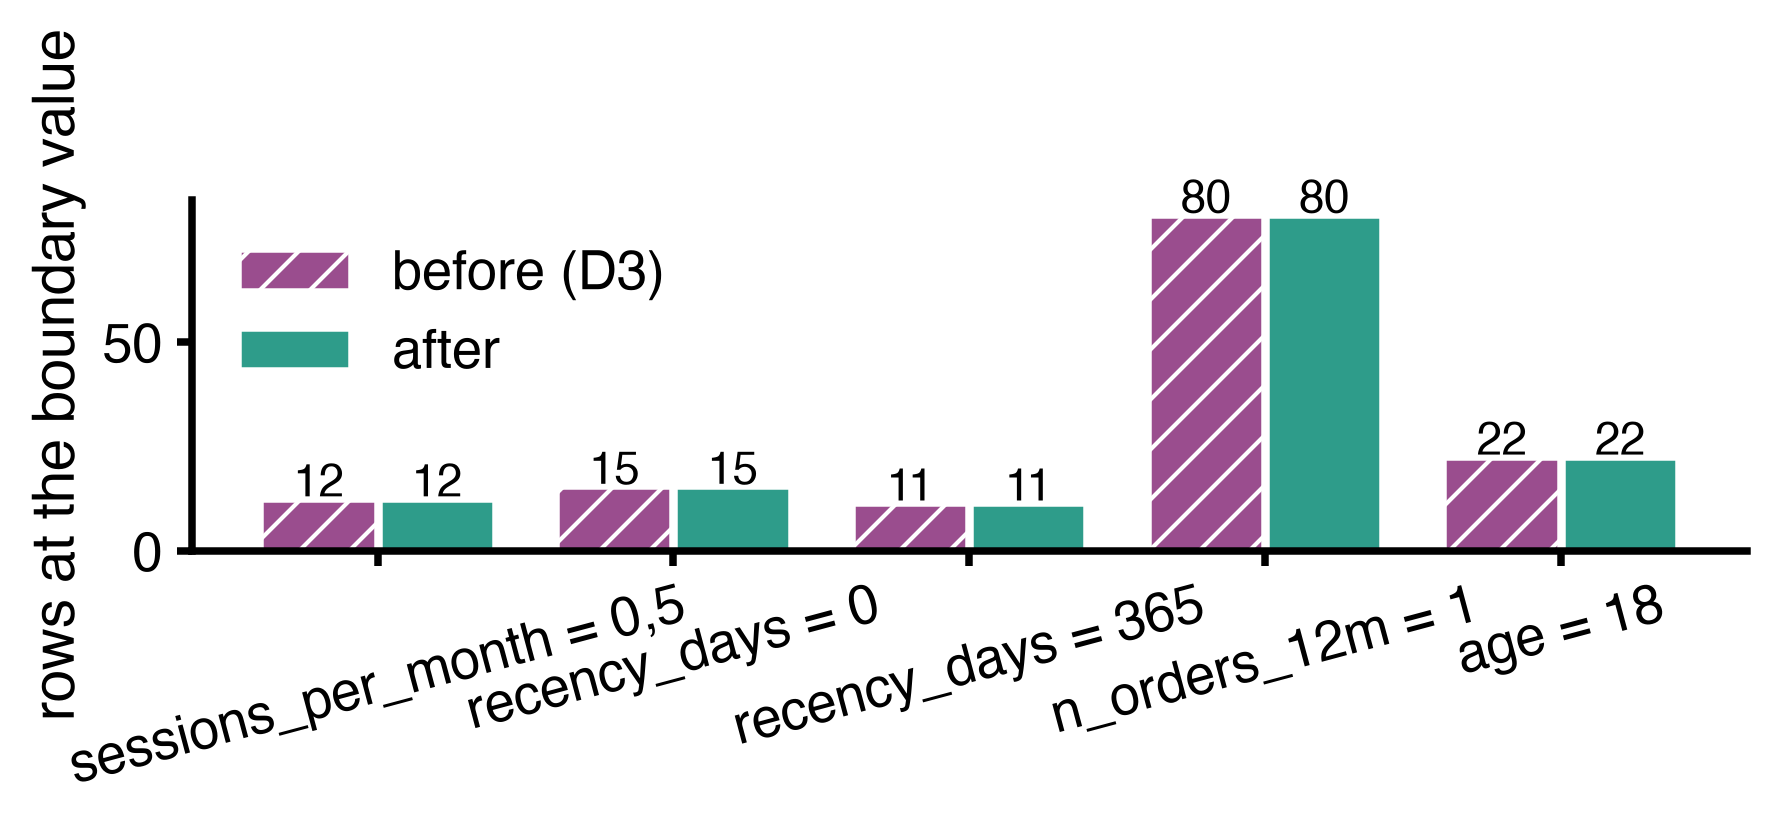 rows at the boundary value
50
0
before (D3)
after
12 12
15 15
11 11
80 80
22 22
sessions_per_month = 0,5
recency_days = 0
recency_days = 365
n_orders_12m = 1
age = 18